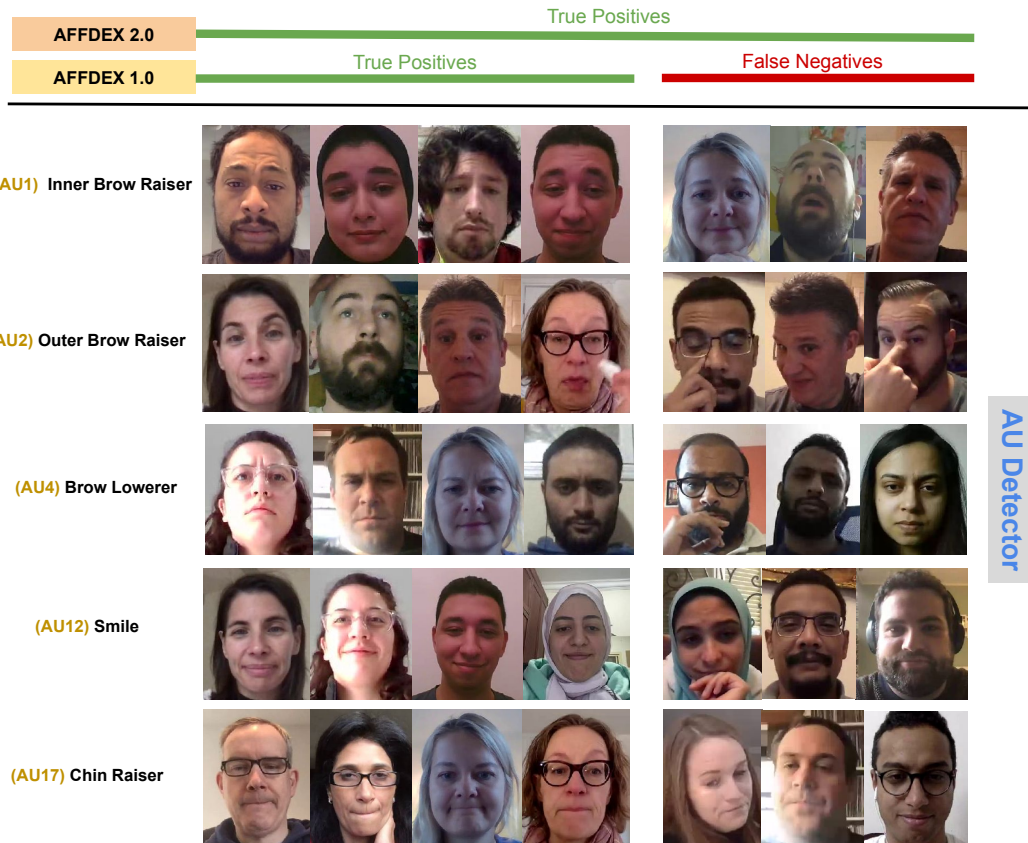 True Positives
AFFDEX 2.0
True Positives
False Negatives
AFFDEX 1.0
AU1) Inner Brow Raiser
AU2) Outer Brow Raiser
(AU4) Brow Lowerer
AU Detector
(AU12) Smile
(AU17) Chin Raiser